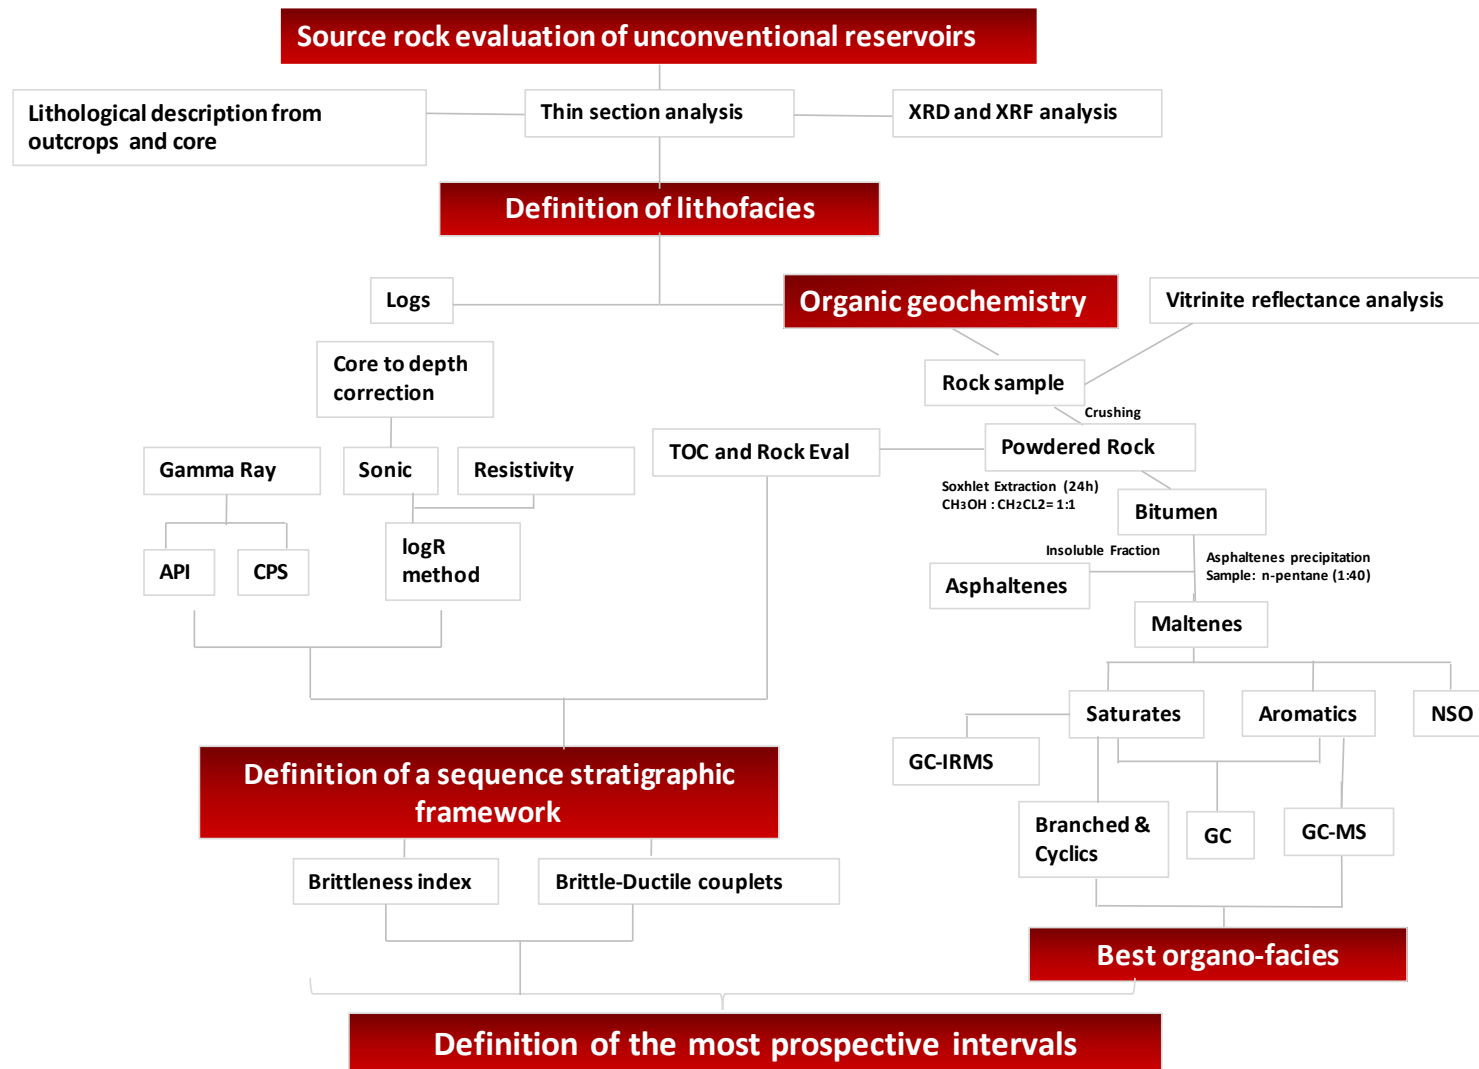 Source rock evaluation of unconventional reservoirs
Lithological description from
outcrops and core
Thin section analysis
XRD and XRF analysis
Definition of lithofacies
Logs
Organic geochemistry
Vitrinite reflectance analysis
Core to depth
correction
Rock sample
Crushing
Gamma Ray
Sonic
Resistivity
TOC and Rock Eval
Powdered Rock
Soxhlet Extraction (24h)
CH3OH : CH2CL2= 1:1
Bitumen
API
CPS
logR
method
Insoluble Fraction
Asphaltenes precipitation
Sample: n-pentane (1:40)
Asphaltenes
Maltenes
Saturates
Aromatics
NSO
GC-IRMS
Definition of a sequence stratigraphic
framework
Branched &
Cyclics
GC
GC-MS
Brittleness index
Brittle-Ductile couplets
Best organo-facies
Definition of the most prospective intervals